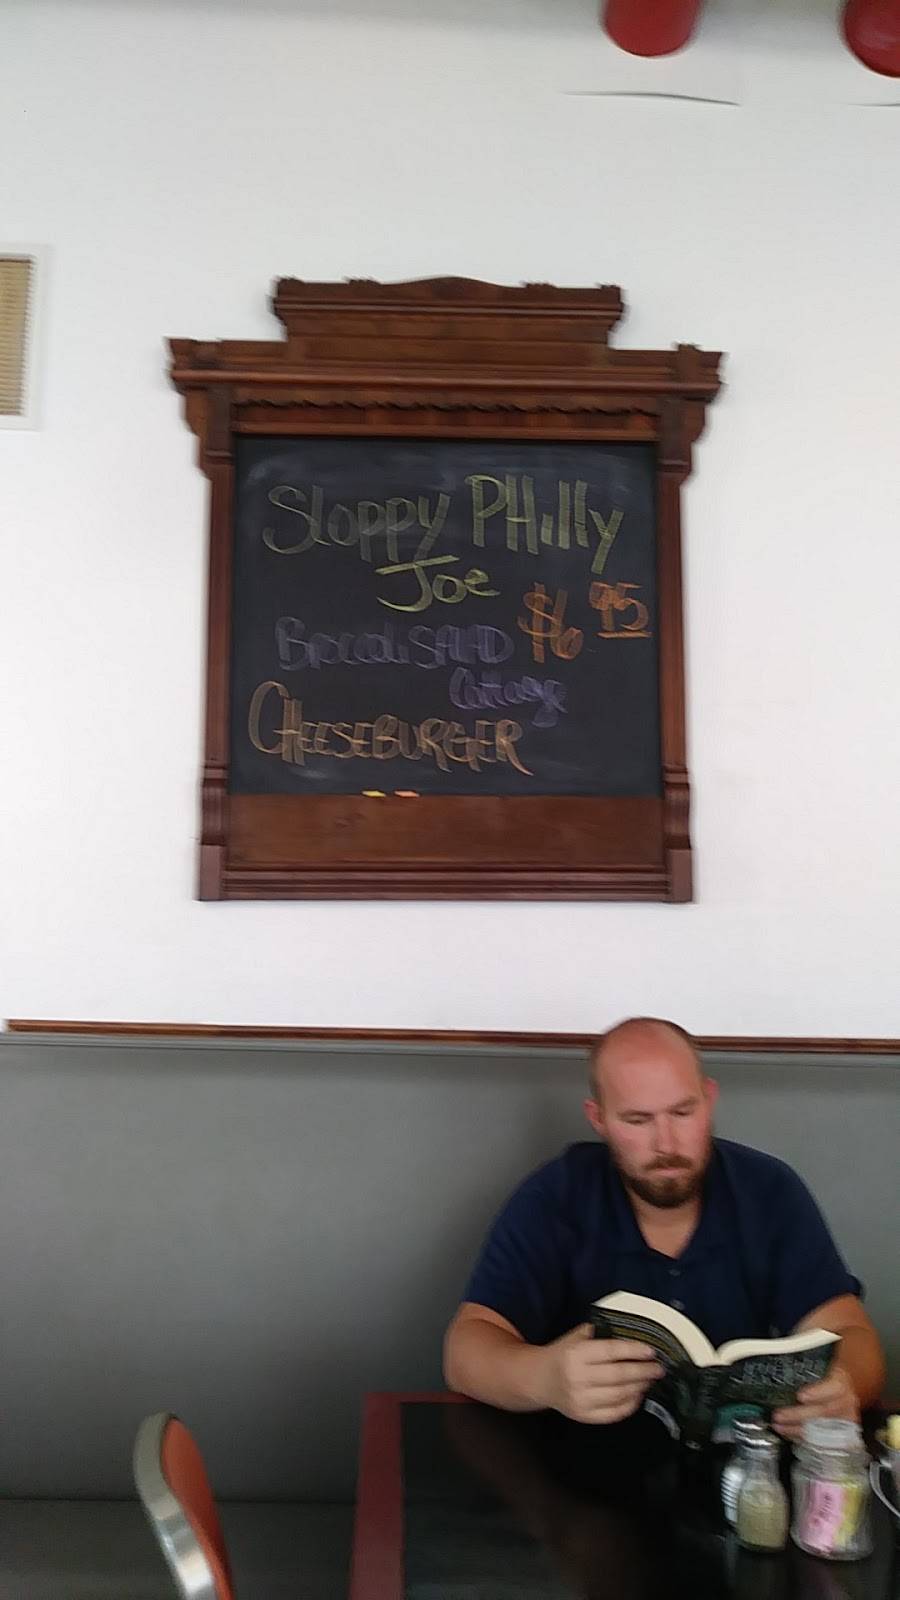 Sloppy PHilly
Joe
$6 95
Broccoli SALAD
Cottage
CHEESEBURGER